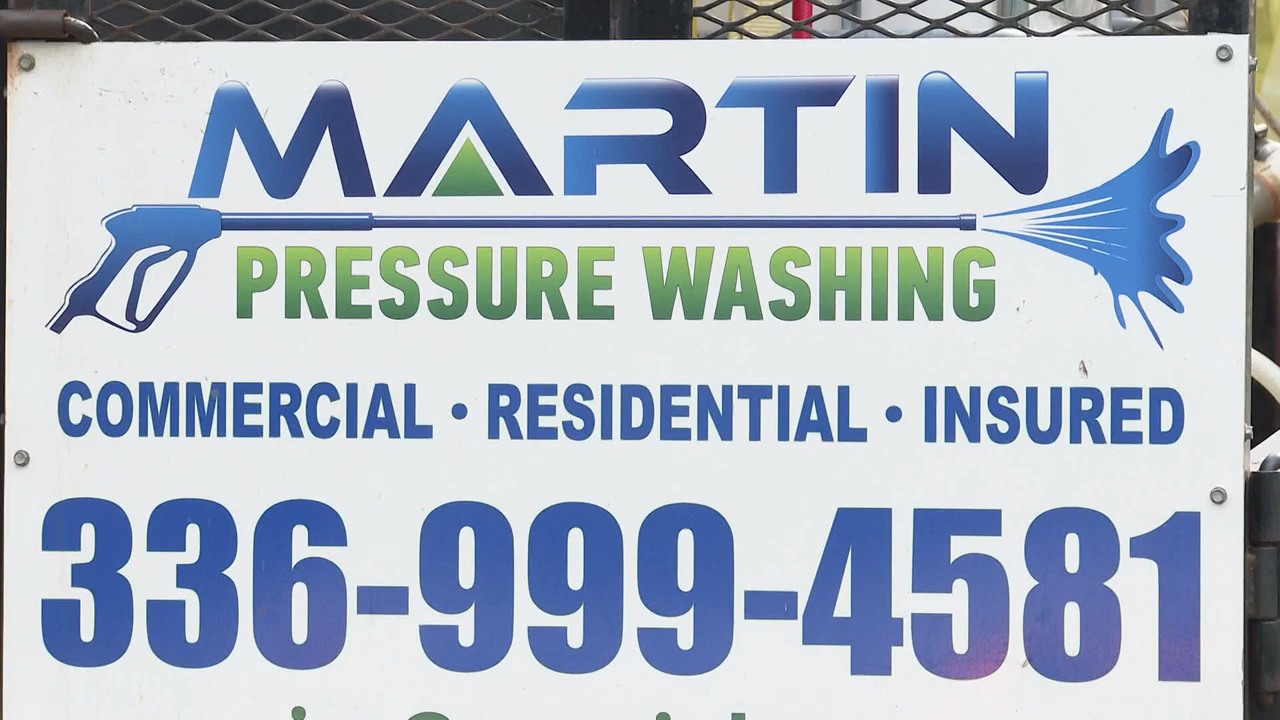 MARTIN
PRESSURE WASHING
COMMERCIAL • RESIDENTIAL • INSURED
336-999-4581